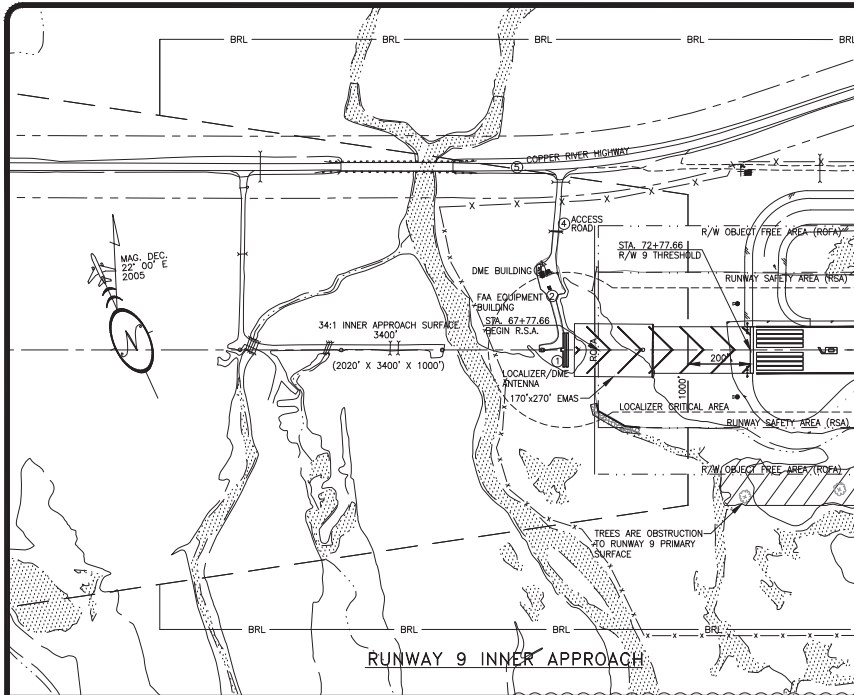 BRL BRL BRL BRL BRL
COPPER RIVER HIGHWAY
5
X X X X X X
4 ACCESS
ROAD
R/W OBJECT FREE AREA (ROFA)
STA. 72+77.66
R/W 9 THRESHOLD
MAG. DEC.
22° 00' E
2005
N
DME BUILDING
RUNWAY SAFETY AREA (RSA)
FAA EQUIPMENT 2
BUILDING
STA. 67+77.66
BEGIN R.S.A.
34:1 INNER APPROACH SURFACE
3400'
(2020' X 3400' X 1000')
ROFA
200'
1
LOCALIZER/DME
ANTENNA
1000'
170'x270' EMAS
LOCALIZER CRITICAL AREA
RUNWAY SAFETY AREA (RSA)
R/W OBJECT FREE AREA (ROFA)
TREES ARE OBSTRUCTION
TO RUNWAY 9 PRIMARY
SURFACE
BRL BRL BRL BRL
RUNWAY 9 INNER APPROACH